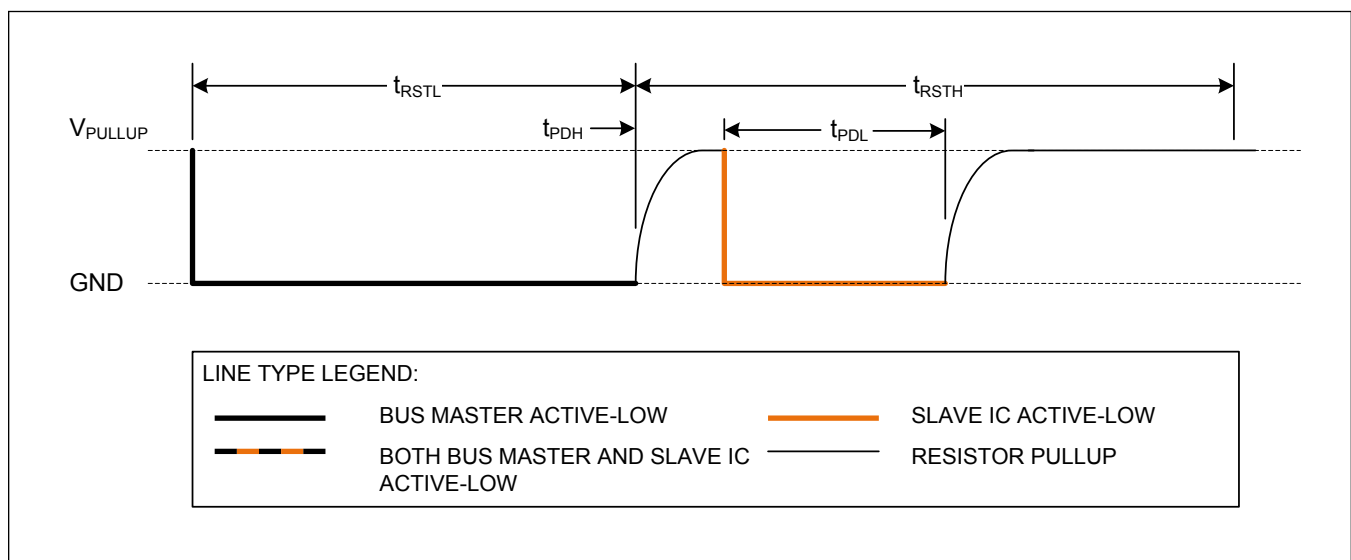 tRSTL
tRSTH
VPULLUP
tPDH
tPDL
GND
LINE TYPE LEGEND:
BUS MASTER ACTIVE-LOW
SLAVE IC ACTIVE-LOW
BOTH BUS MASTER AND SLAVE IC
ACTIVE-LOW
RESISTOR PULLUP